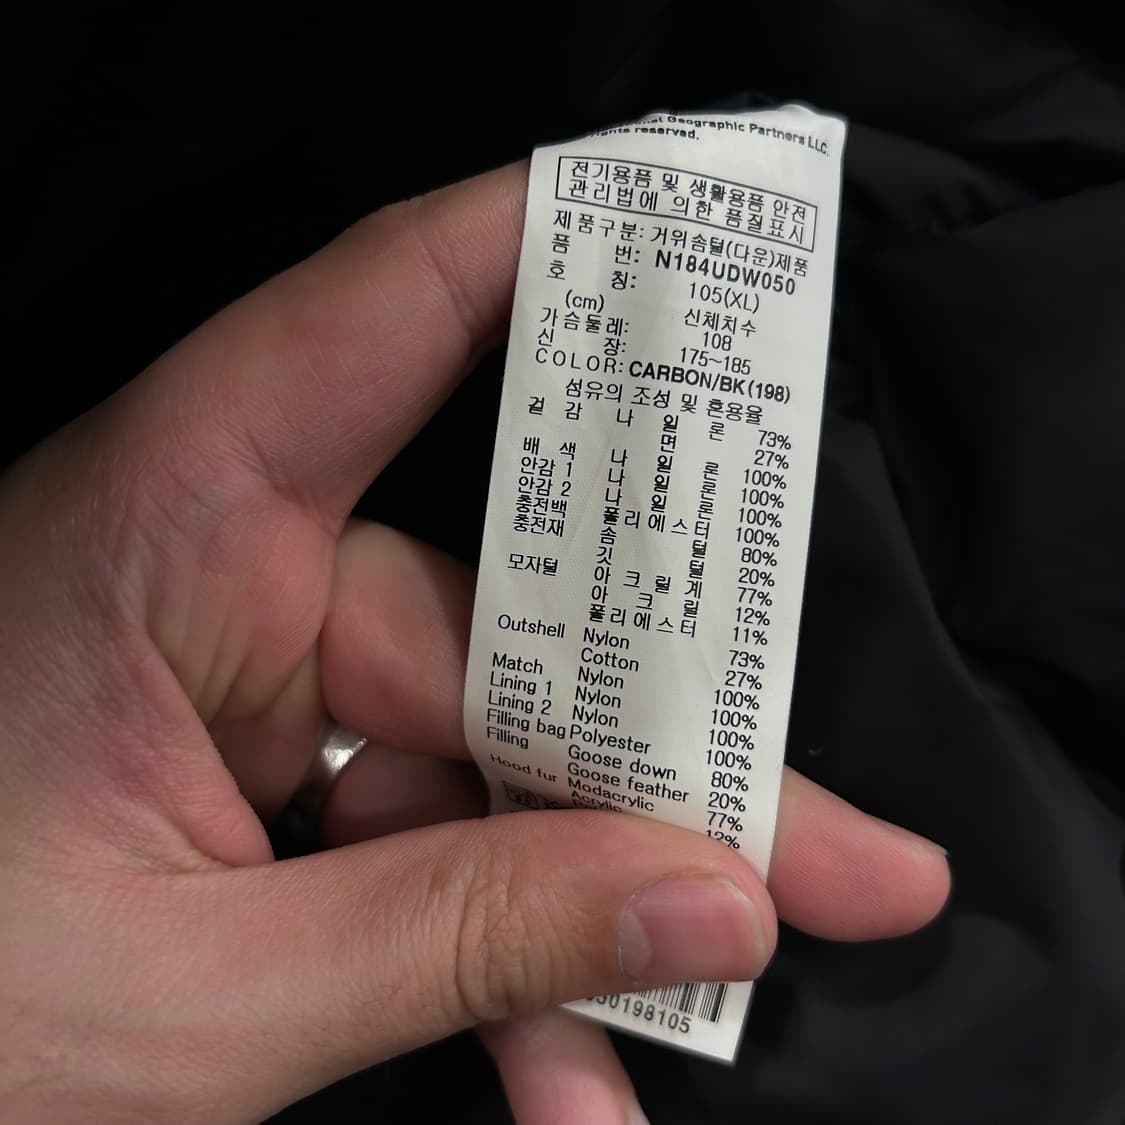 Geographic Partners LLC.
rights reserved.
전기용품 및 생활용품 안전
관리법에 의한 품질표시
제품구분: 거위솜털(다운)제품
품 번: N184UDW050
호 칭: 105(XL)
(cm) 신체치수
가슴둘레: 108
신 장: 175~185
COLOR: CARBON/BK(198)
섬유의 조성 및 혼용율
겉 감 나 일 론 73%
면 27%
배 색 나 일 론 100%
안감 1 나 일 론 100%
안감 2 나 일 론 100%
충전백 폴리에스터 100%
충전재 솜 털 80%
깃 털 20%
모자털 아 크 릴 계 77%
아 크 릴 12%
폴리에스터 11%
Outshell Nylon 73%
Cotton 27%
Match Nylon 100%
Lining 1 Nylon 100%
Lining 2 Nylon 100%
Filling bag Polyester 100%
Filling Goose down 80%
Goose feather 20%
Hood fur Modacrylic 77%
Acrylic 12%
50198105